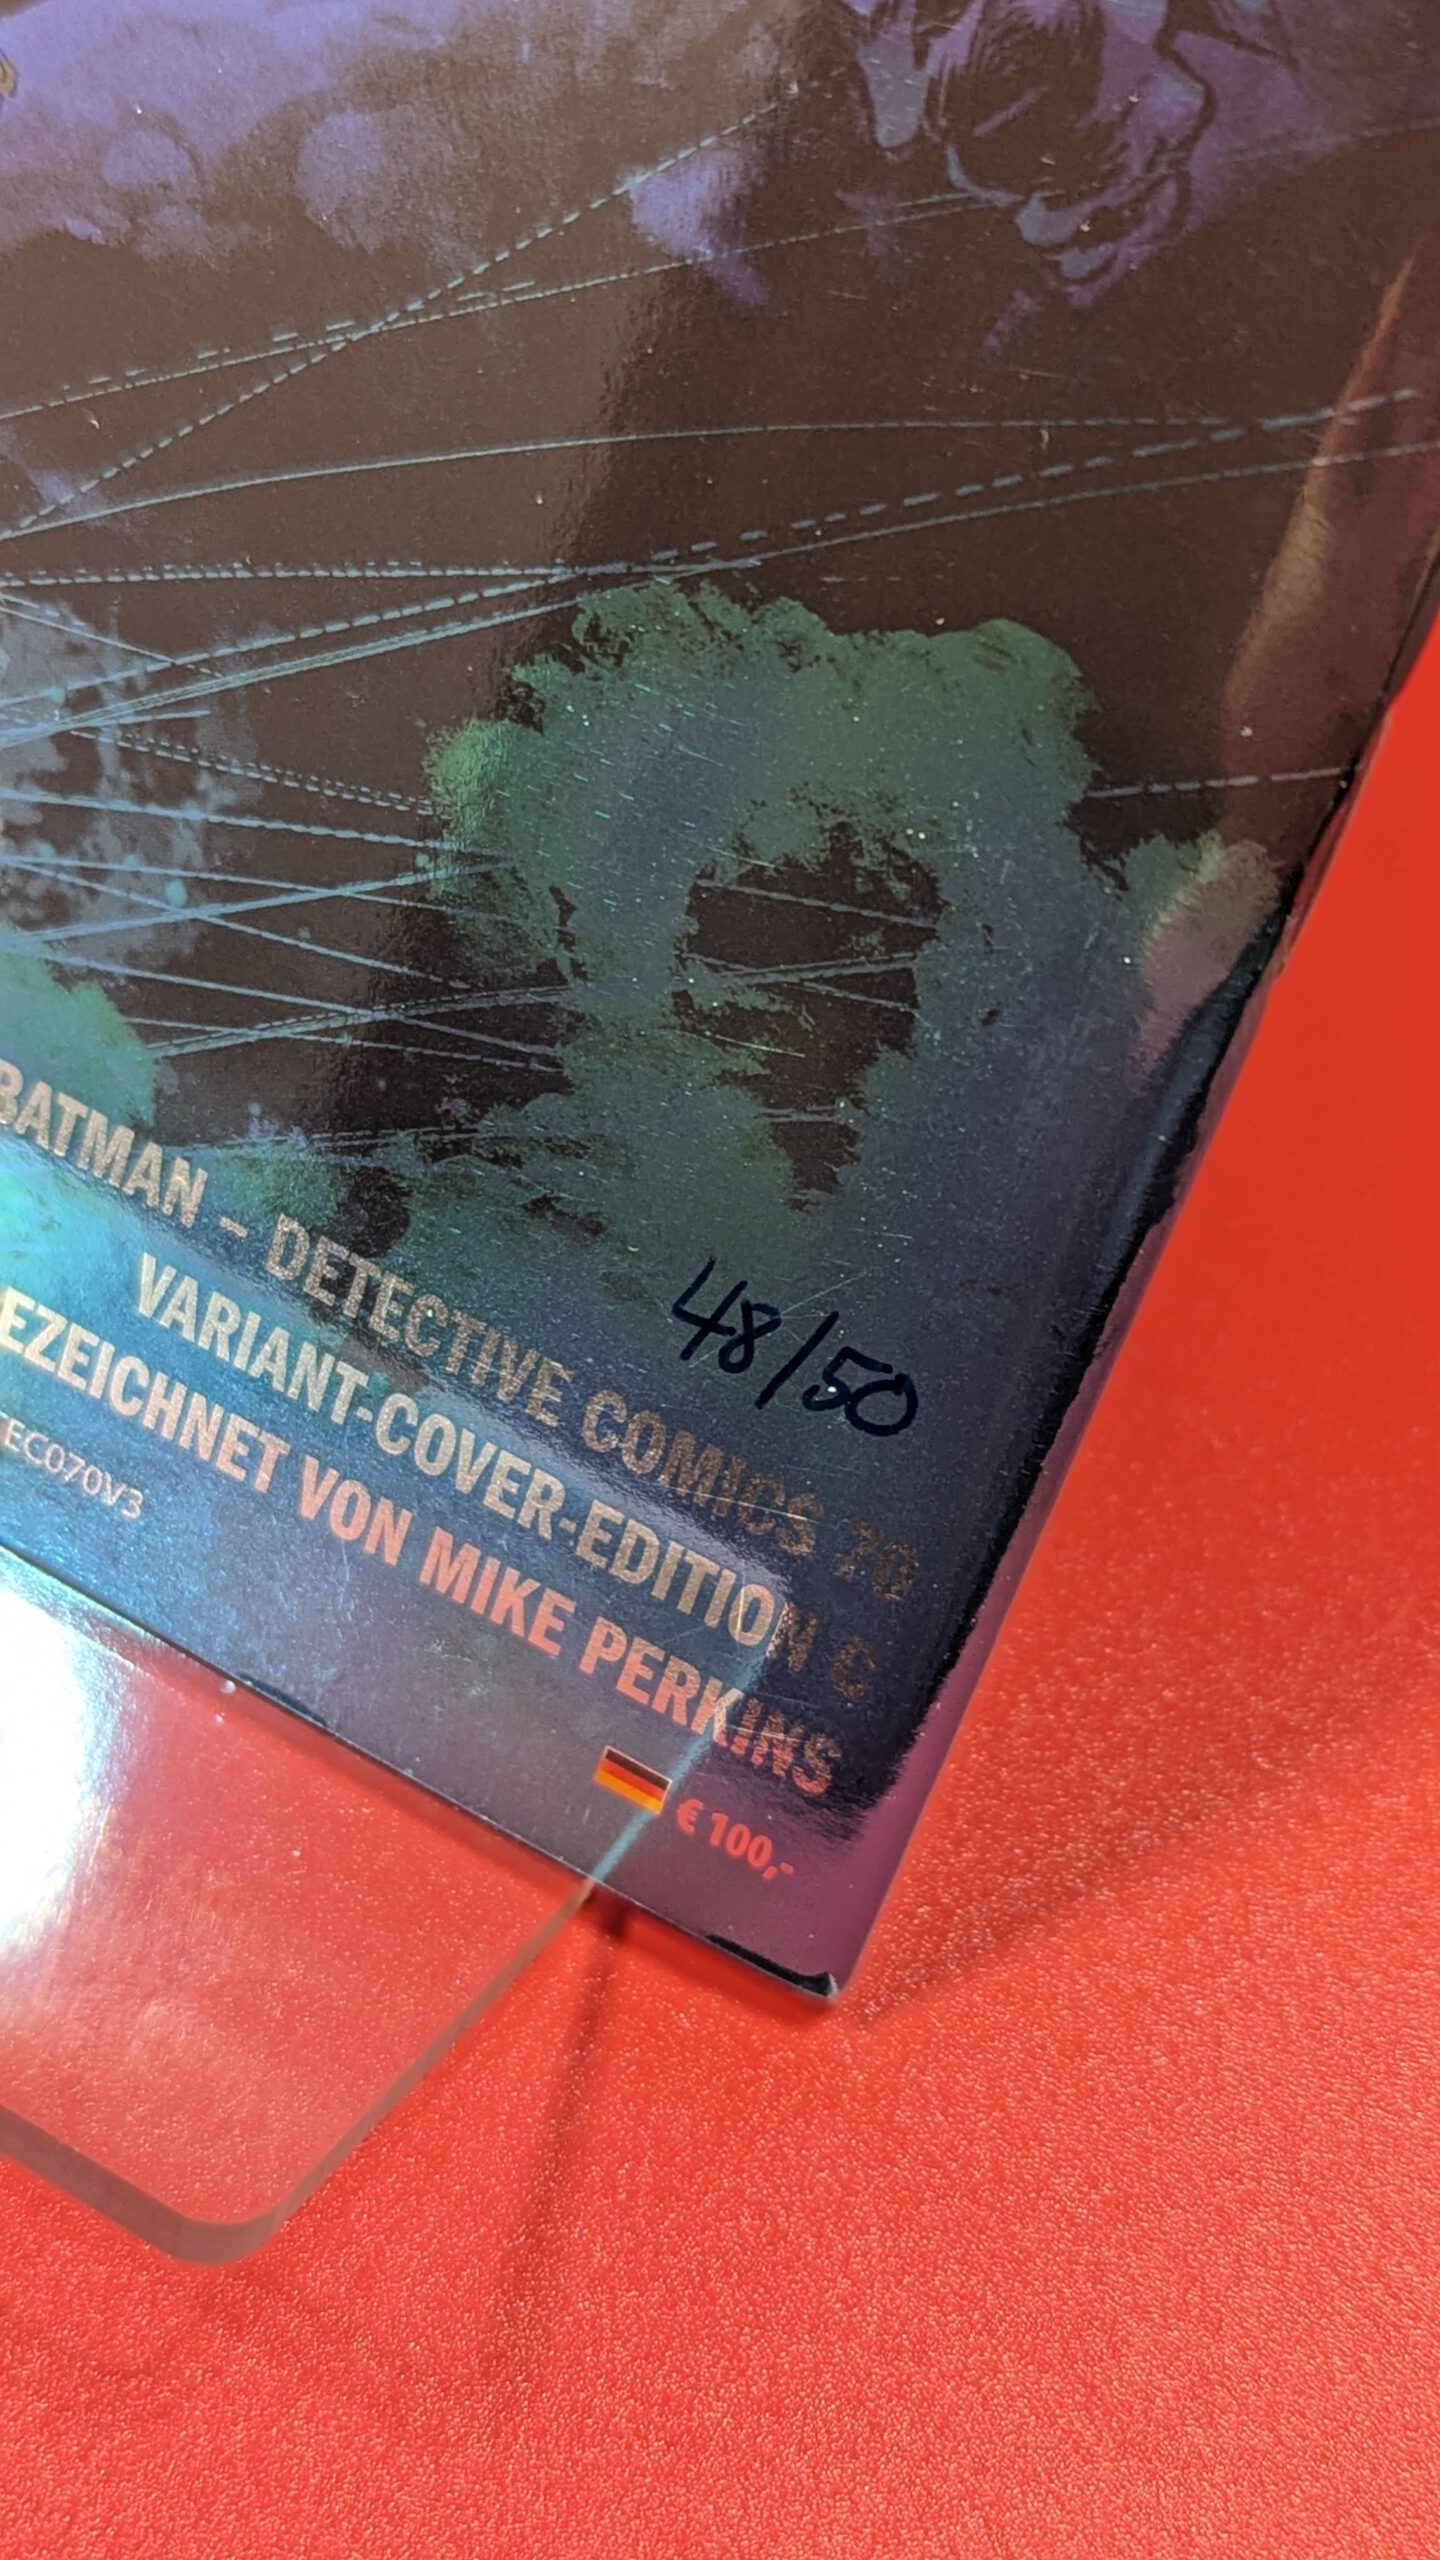 48/50
BATMAN – DETECTIVE COMICS 70
VARIANT-COVER-EDITION C
EZEICHNET VON MIKE PERKINS
EC070V3
€ 100,-